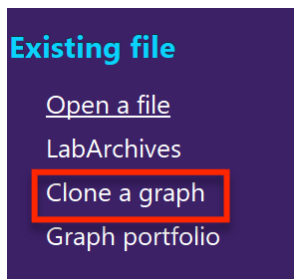 Existing file
Open a file
LabArchives
Clone a graph
Graph portfolio